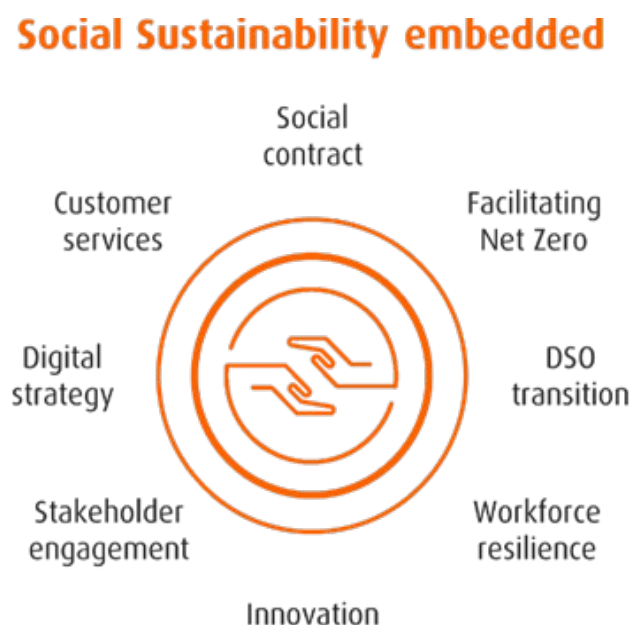 Social Sustainability embedded
Social
contract
Facilitating
Net Zero
DSO
transition
Workforce
resilience
Innovation
Stakeholder
engagement
Digital
strategy
Customer
services